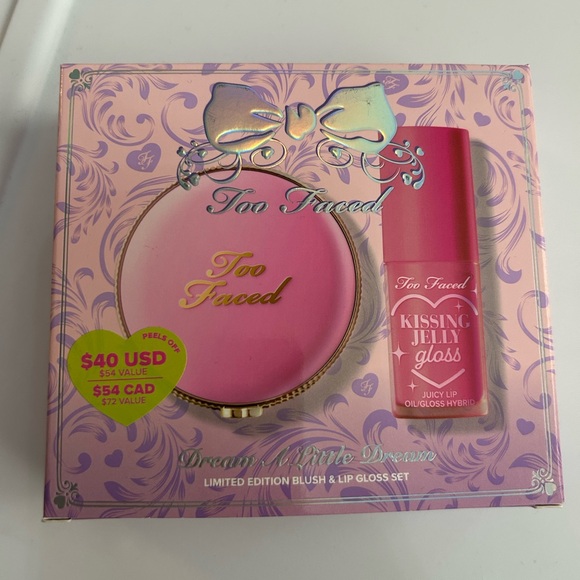 Too Faced
Too
Faced
Too Faced
KISSING
JELLY
gloss
JUICY LIP
OIL/GLOSS HYBRID
PEELS OFF
$40 USD
$54 VALUE
$54 CAD
$72 VALUE
Dream A Little Dream
LIMITED EDITION BLUSH & LIP GLOSS SET